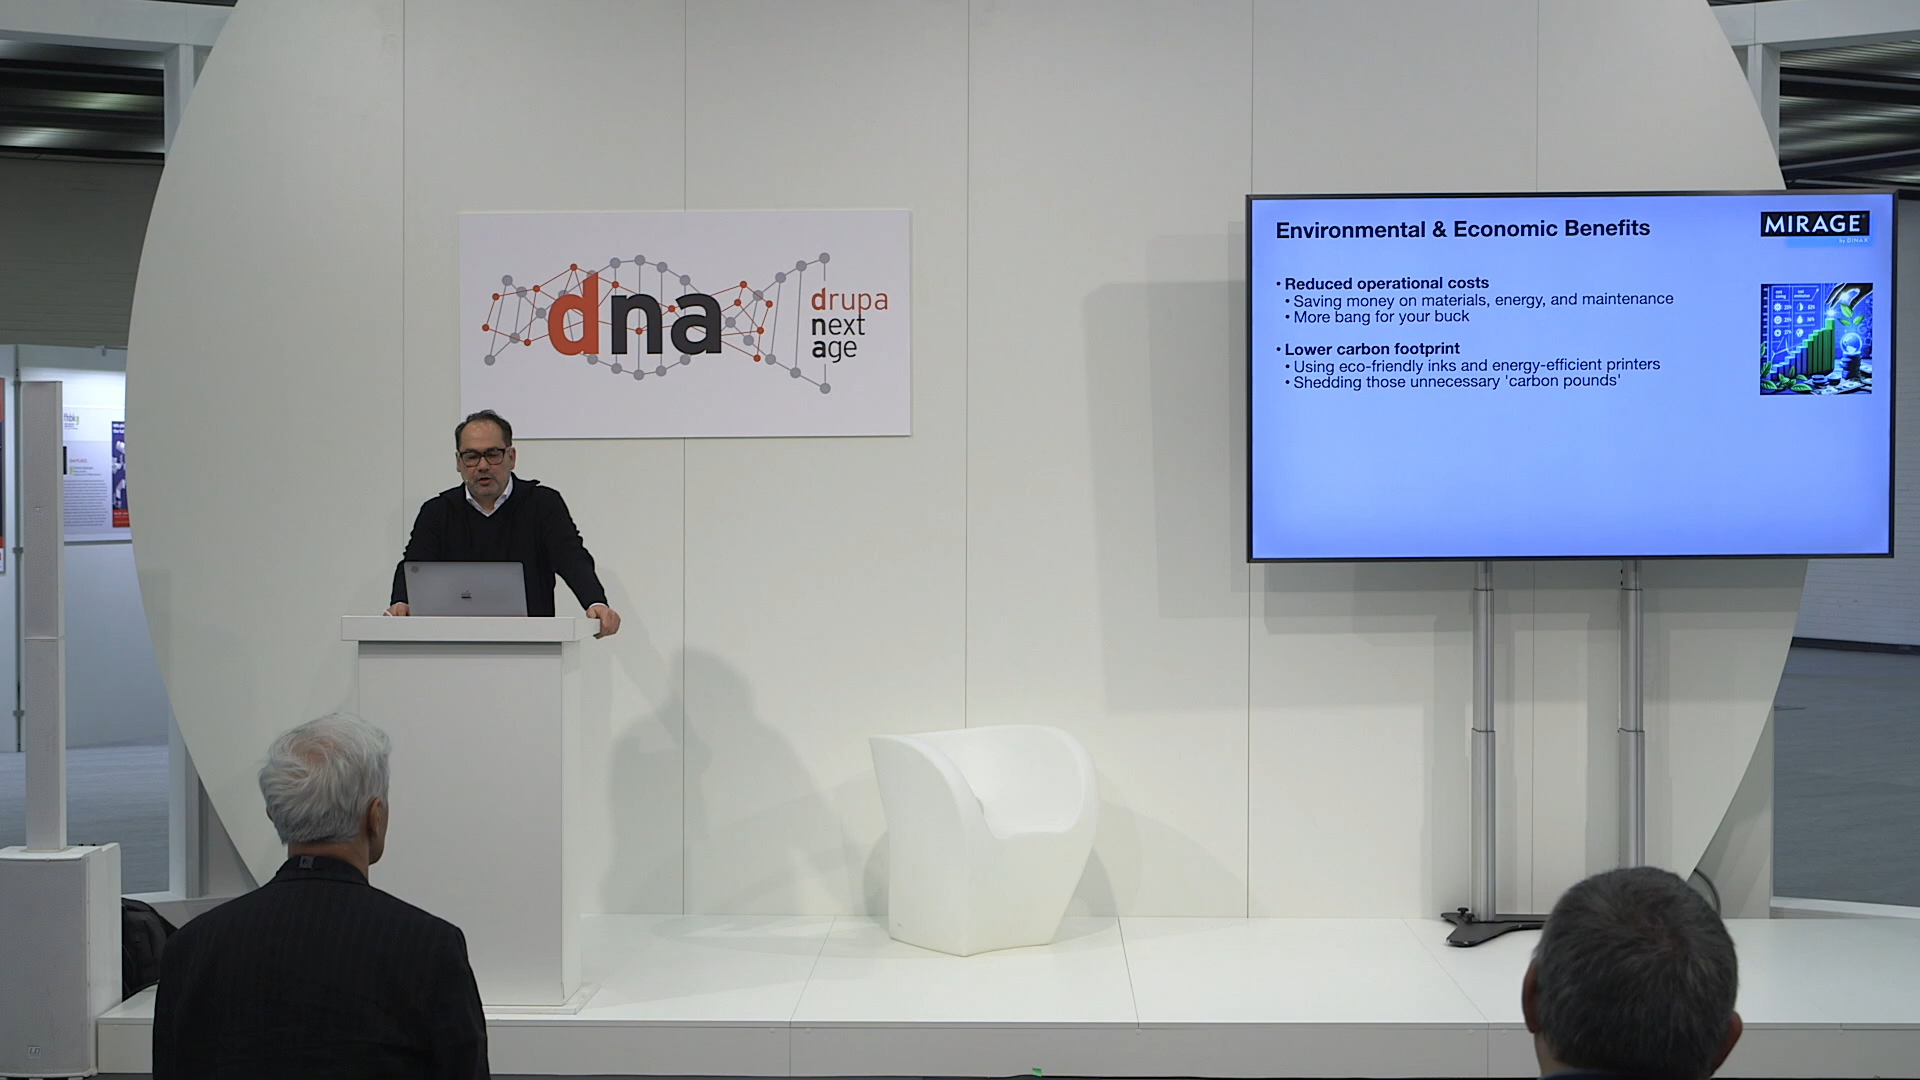 dna
drupa
next
age
Environmental & Economic Benefits
MIRAGE
by DINAX
• Reduced operational costs
• Saving money on materials, energy, and maintenance
• More bang for your buck
• Lower carbon footprint
• Using eco-friendly inks and energy-efficient printers
• Shedding those unnecessary 'carbon pounds'